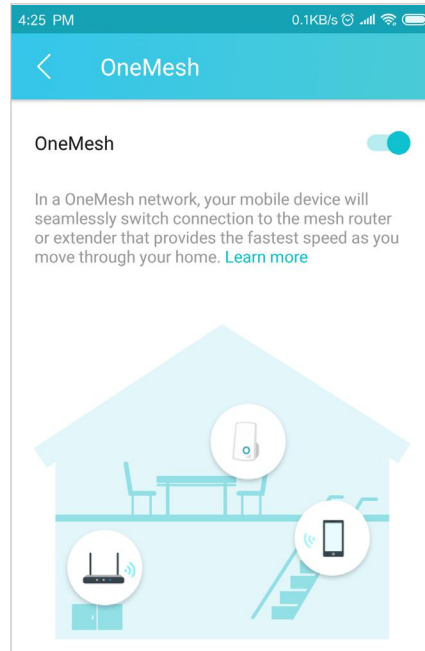 4:25 PM 0.1KB/s
OneMesh
OneMesh
In a OneMesh network, your mobile device will
seamlessly switch connection to the mesh router
or extender that provides the fastest speed as you
move through your home. Learn more